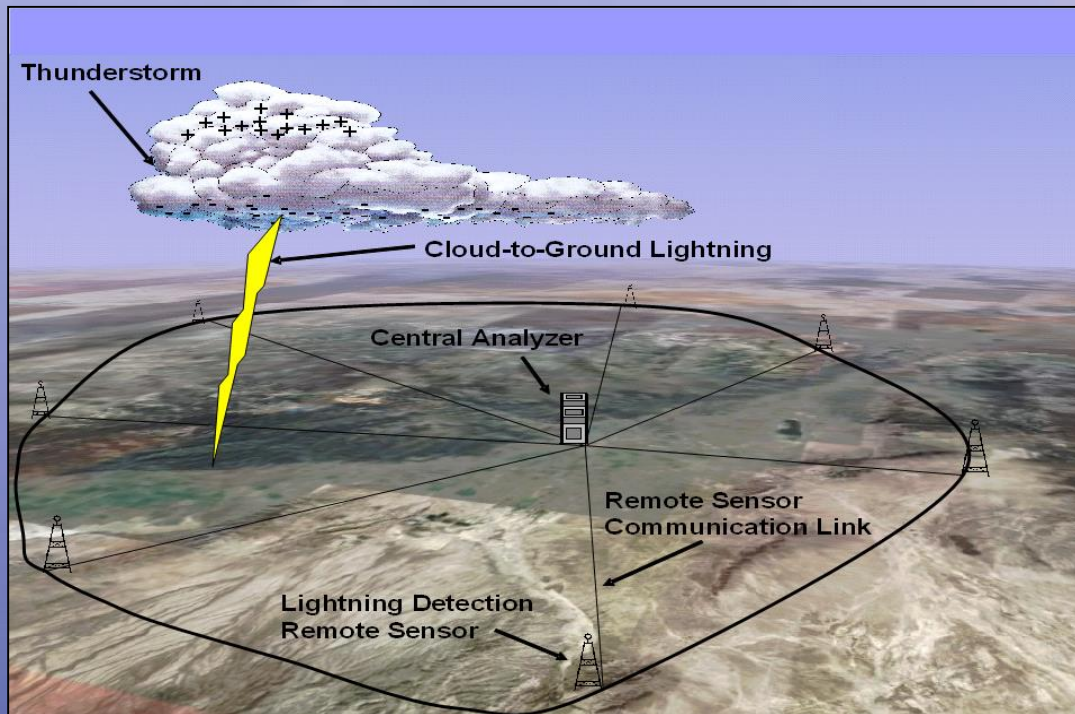 Thunderstorm
Cloud-to-Ground Lightning
Central Analyzer
Remote Sensor
Communication Link
Lightning Detection
Remote Sensor